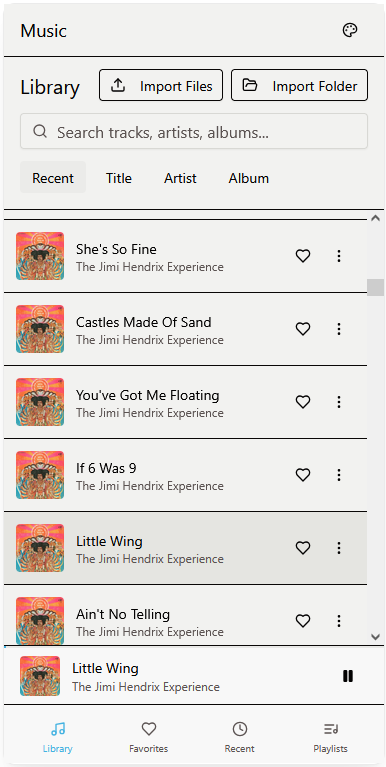 Music
Library
Import Files
Import Folder
Search tracks, artists, albums...
Recent
Title
Artist
Album
She's So Fine
The Jimi Hendrix Experience
Castles Made Of Sand
The Jimi Hendrix Experience
You've Got Me Floating
The Jimi Hendrix Experience
If 6 Was 9
The Jimi Hendrix Experience
Little Wing
The Jimi Hendrix Experience
Ain't No Telling
The Jimi Hendrix Experience
Little Wing
The Jimi Hendrix Experience
Library
Favorites
Recent
Playlists